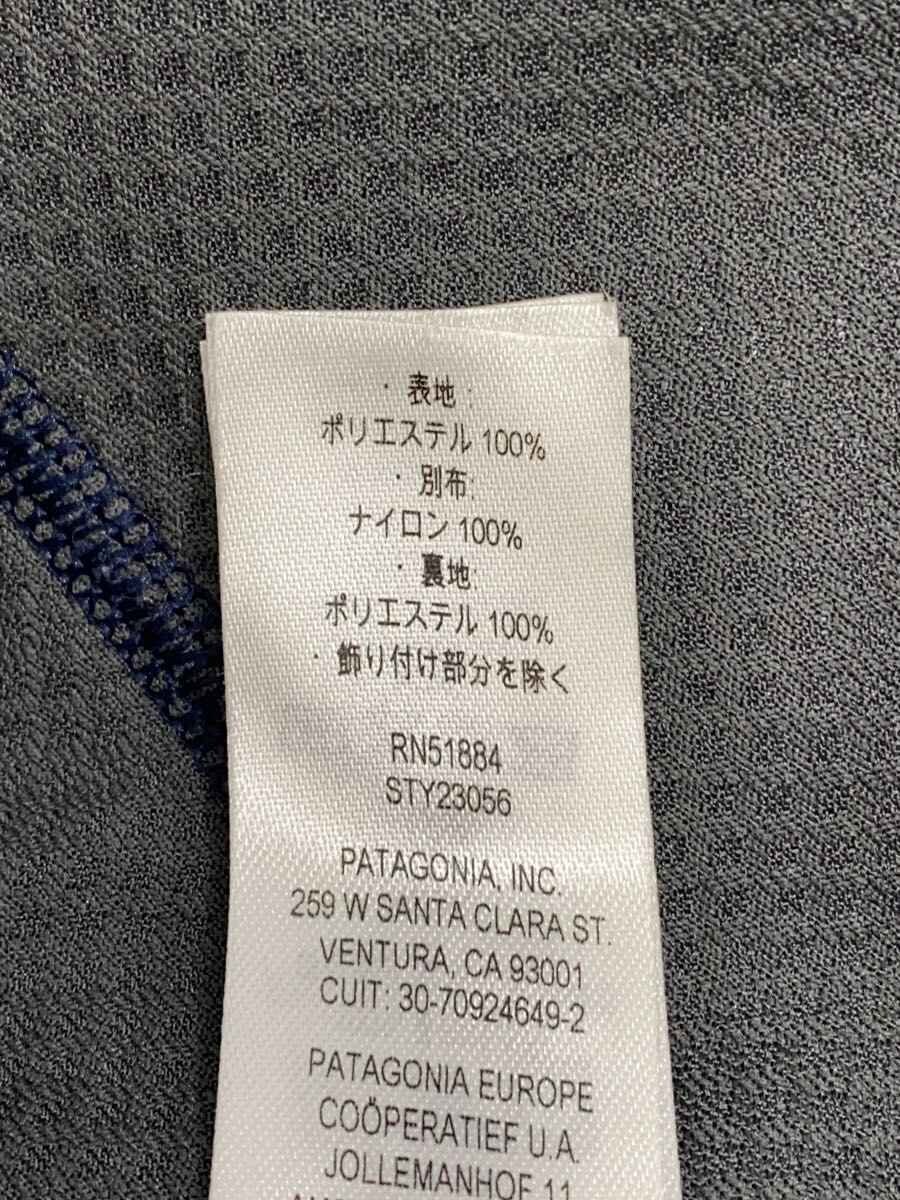 · 表地 :
ポリエステル 100%
· 別布:
ナイロン 100%
· 裏地:
ポリエステル 100%
· 飾り付け部分を除く
RN51884
STY23056
PATAGONIA, INC.
259 W SANTA CLARA ST.
VENTURA, CA 93001
CUIT: 30-70924649-2
PATAGONIA EUROPE
COÖPERATIEF U.A.
JOLLEMANHOF 11